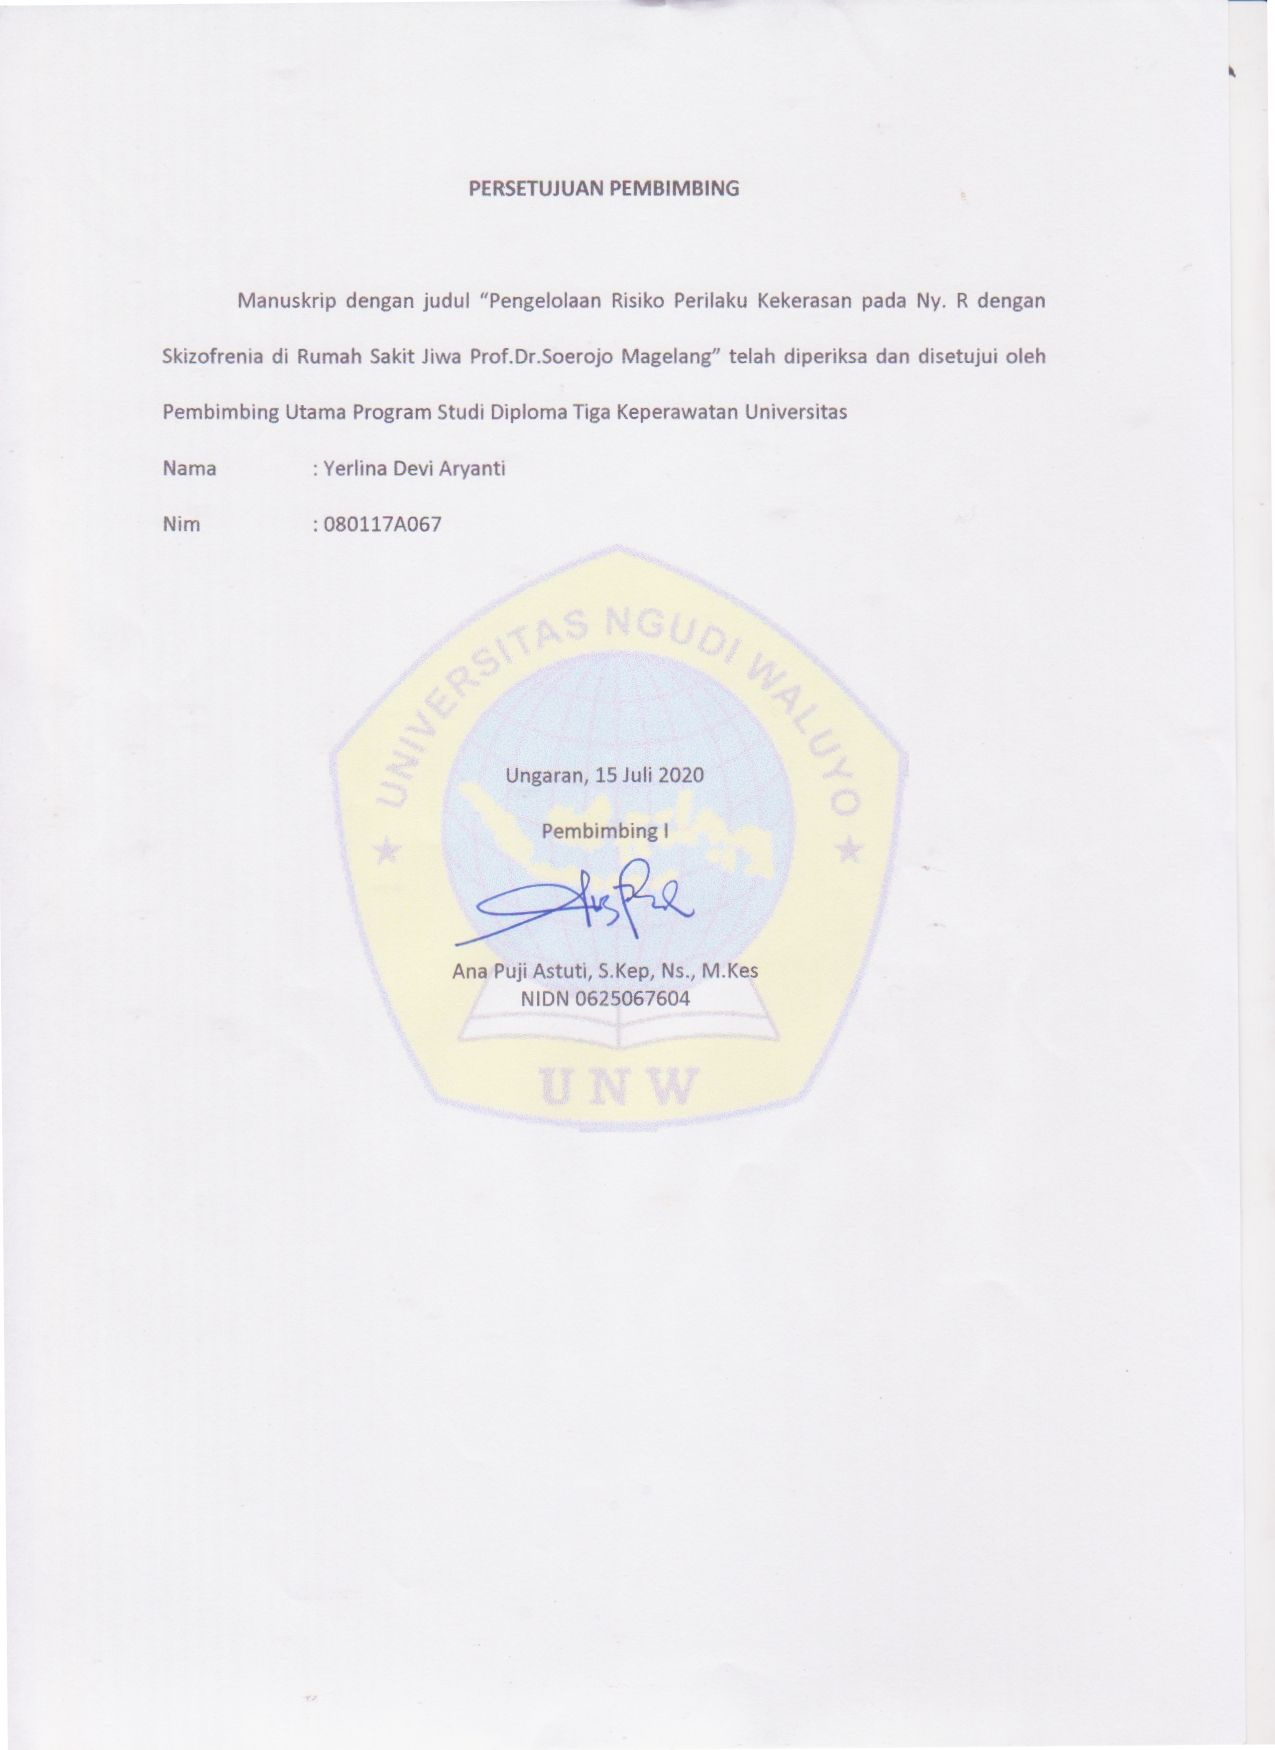 PERSETUJUAN PEMBIMBING
Manuskrip dengan judul “Pengelolaan Risiko Perilaku Kekerasan pada Ny. R dengan
Skizofrenia di Rumah Sakit Jiwa Prof.Dr.Soerojo Magelang” telah diperiksa dan disetujui oleh
Pembimbing Utama Program Studi Diploma Tiga Keperawatan Universitas
Nama : Yerlina Devi Aryanti
Nim : 080117A067
UNIVERSITAS NGUDI WALUYO
Ungaran, 15 Juli 2020
Pembimbing I
Ana Puji Astuti, S.Kep, Ns., M.Kes
NIDN 0625067604
UNW